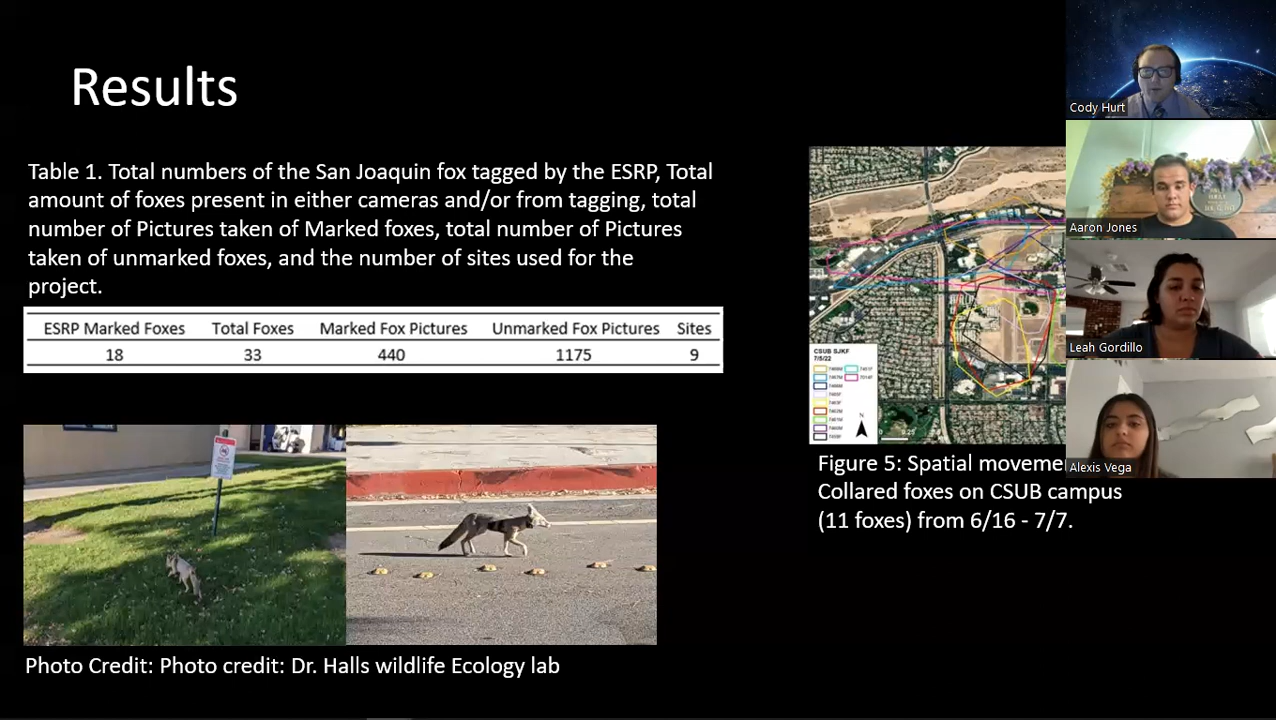 Results
Table 1. Total numbers of the San Joaquin fox tagged by the ESRP, Total
amount of foxes present in either cameras and/or from tagging, total
number of Pictures taken of Marked foxes, total number of Pictures
taken of unmarked foxes, and the number of sites used for the
project.
ESRP Marked Foxes Total Foxes Marked Fox Pictures Unmarked Fox Pictures Sites
18 33 440 1175 9
Photo Credit: Photo credit: Dr. Halls wildlife Ecology lab
CSUB SJKF
7/5/22
N
Figure 5: Spatial moveme
Collared foxes on CSUB campus
(11 foxes) from 6/16 - 7/7.
Cody Hurt
Aaron Jones
Leah Gordillo
Alexis Vega